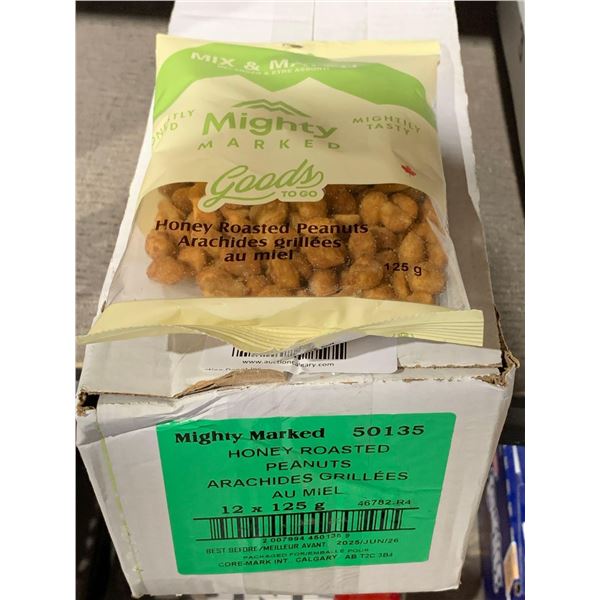 MIX & MA
Mighty
MARKED
MIGHTILY
TASTY
Goods
TO GO
Honey Roasted Peanuts
Arachides grillées
au miel
125 g
Mighty Marked 50135
HONEY ROASTED
PEANUTS
ARACHIDES GRILLÉES
AU MIEL
12 x 125 g
46782-R4
BEST BEFORE/MEILLEUR AVANT: 2025/JUN/26
PACKAGED FOR/EMBALLÉ POUR
CORE-MARK INT., CALGARY, AB T2C 3B4